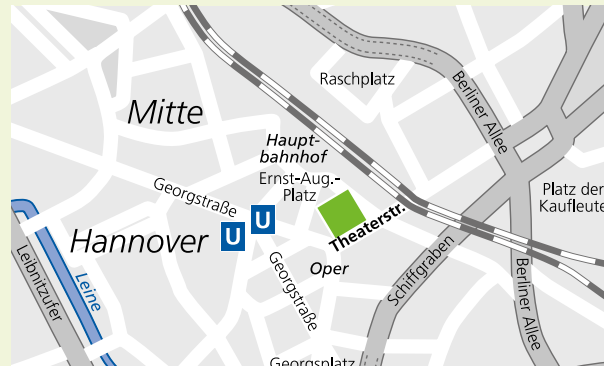 Raschplatz
Berliner Allee
Mitte
Haupt-
bahnhof
Ernst-Aug.-
Platz
Georgstraße
Platz der
Kaufleute
Theaterstr.
U
U
Hannover
Oper
Schiffgraben
Leibnitzufer
Leine
Georgstraße
Berliner Allee
Georgsplatz